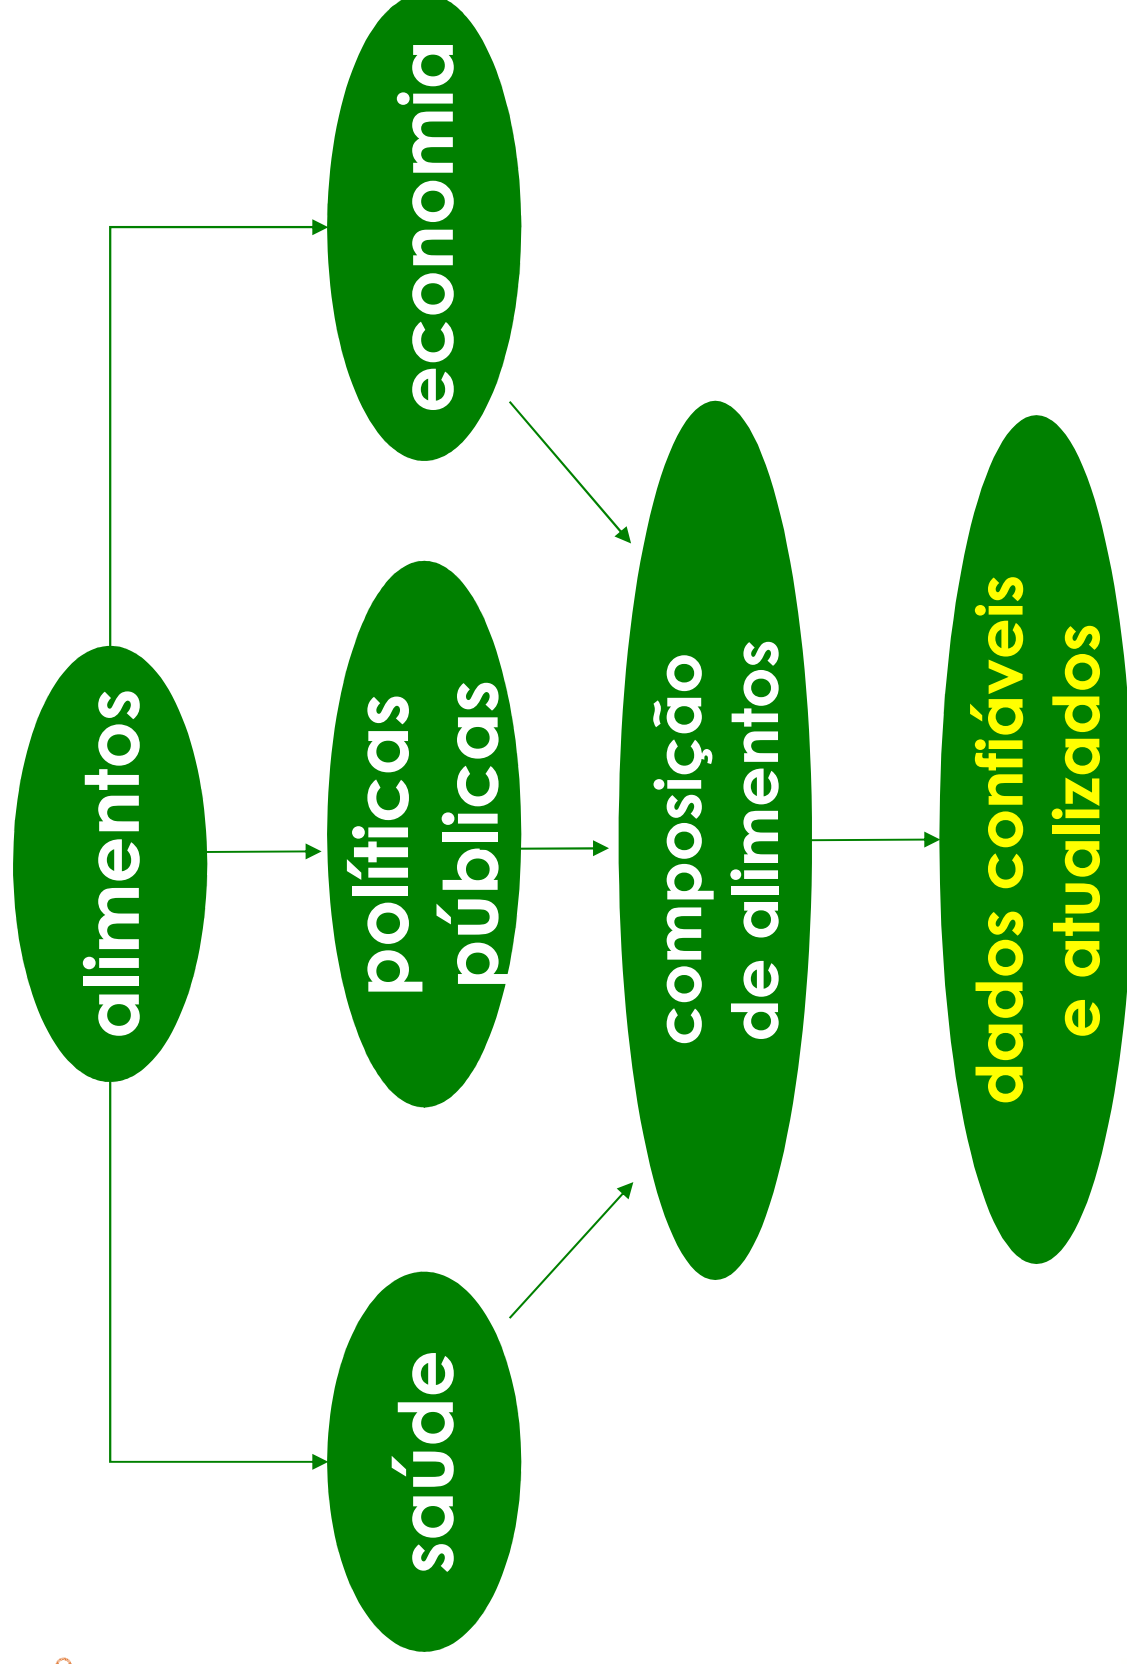 alimentos
saúde
políticas
públicas
economia
composição
de alimentos
dados confiáveis
e atualizados